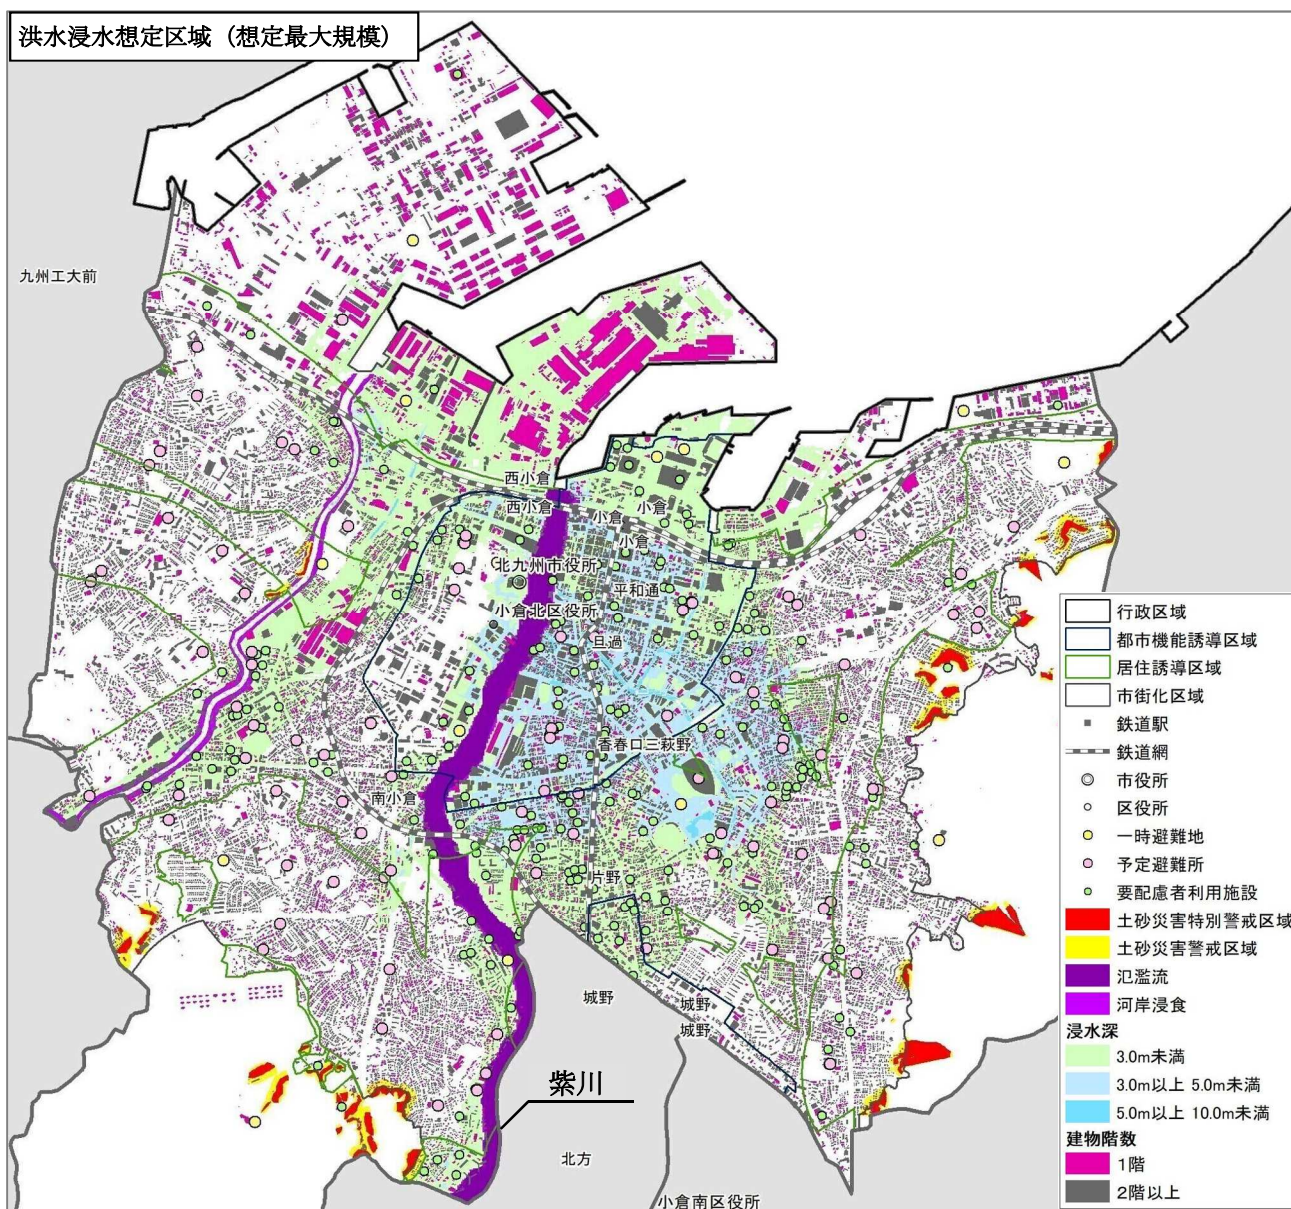 洪水浸水想定区域（想定最大規模）
九州工大前
西小倉
西小倉
小倉
小倉
小倉
北九州市役所
平和通
小倉北区役所
旦過
香春口三萩野
南小倉
片野
城野
城野
城野
紫川
北方
小倉南区役所
行政区域
都市機能誘導区域
居住誘導区域
市街化区域
鉄道駅
鉄道網
市役所
区役所
一時避難地
予定避難所
要配慮者利用施設
土砂災害特別警戒区域
土砂災害警戒区域
氾濫流
河岸浸食
浸水深
3.0m未満
3.0m以上 5.0m未満
5.0m以上 10.0m未満
建物階数
1階
2階以上